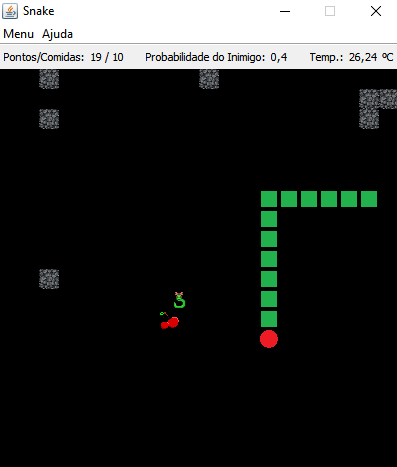 Snake
Menu Ajuda
Pontos/Comidas: 19 / 10 Probabilidade do Inimigo: 0,4 Temp.: 26,24 ºC